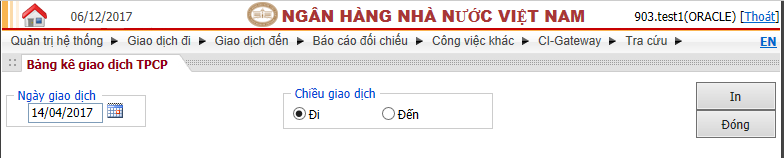 06/12/2017 NGÂN HÀNG NHÀ NƯỚC VIỆT NAM 903.test1(ORACLE) [Thoát]
Quản trị hệ thống Giao dịch đi Giao dịch đến Báo cáo đối chiếu Công việc khác CI-Gateway Tra cứu EN
Bảng kê giao dịch TPCP
Ngày giao dịch Chiều giao dịch In
14/04/2017 Đi Đến
Đóng